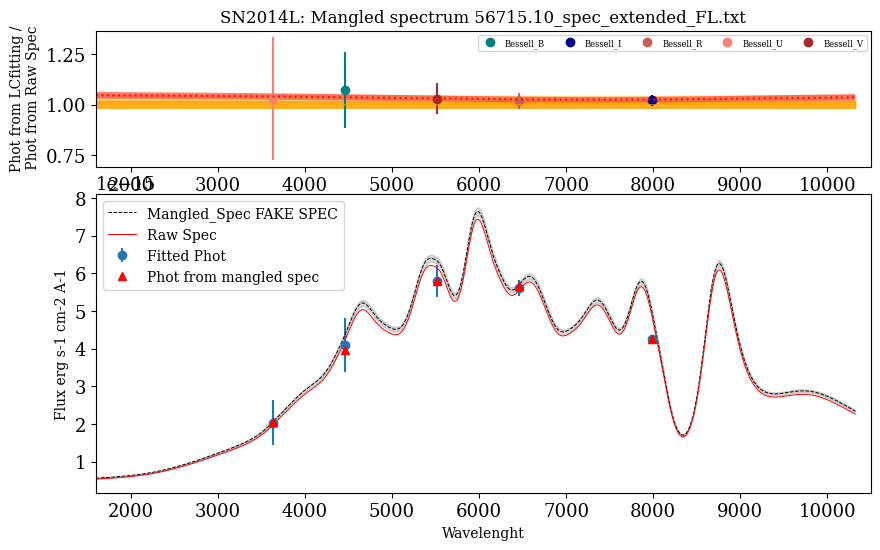 SN2014L: Mangled spectrum 56715.10_spec_extended_FL.txt
Phot from LCfitting /
Phot from Raw Spec
1.25
1.00
0.75
Bessell_B
Bessell_I
Bessell_R
Bessell_U
Bessell_V
2000 3000 4000 5000 6000 7000 8000 9000 10000
1e−15
Flux erg s-1 cm-2 A-1
8
7
6
5
4
3
2
1
Mangled_Spec FAKE SPEC
Raw Spec
Fitted Phot
Phot from mangled spec
2000 3000 4000 5000 6000 7000 8000 9000 10000
Wavelenght